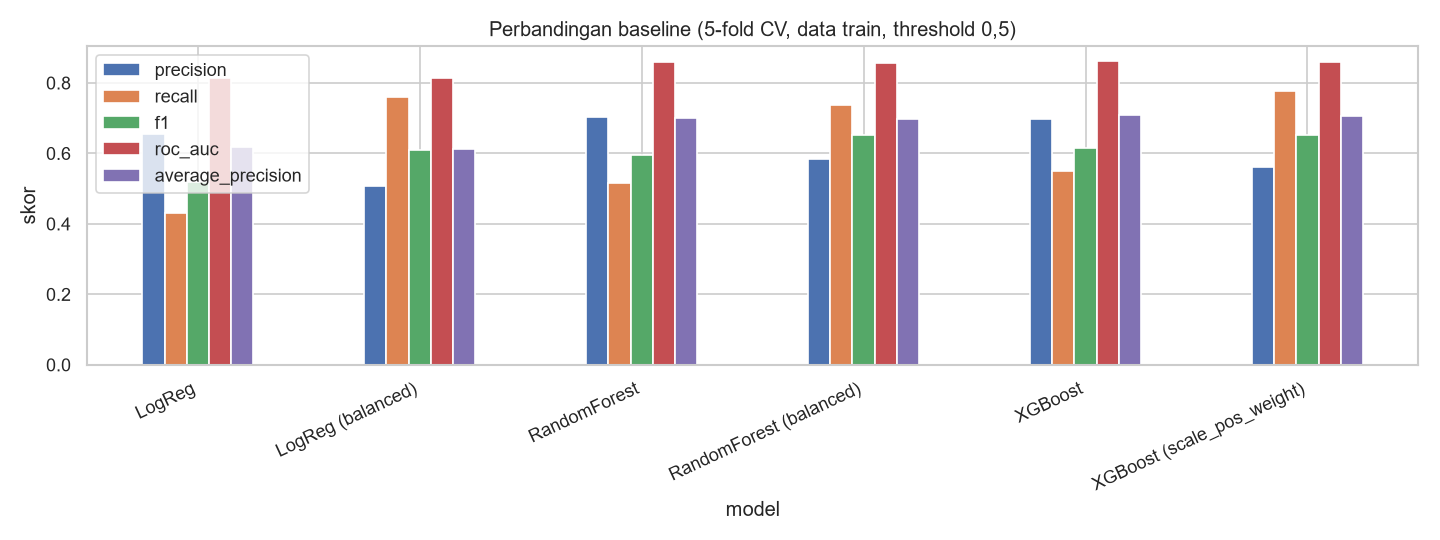 Perbandingan baseline (5-fold CV, data train, threshold 0,5)
precision
recall
f1
roc_auc
average_precision
skor
0.8
0.6
0.4
0.2
0.0
LogReg
LogReg (balanced)
RandomForest
RandomForest (balanced)
XGBoost
XGBoost (scale_pos_weight)
model